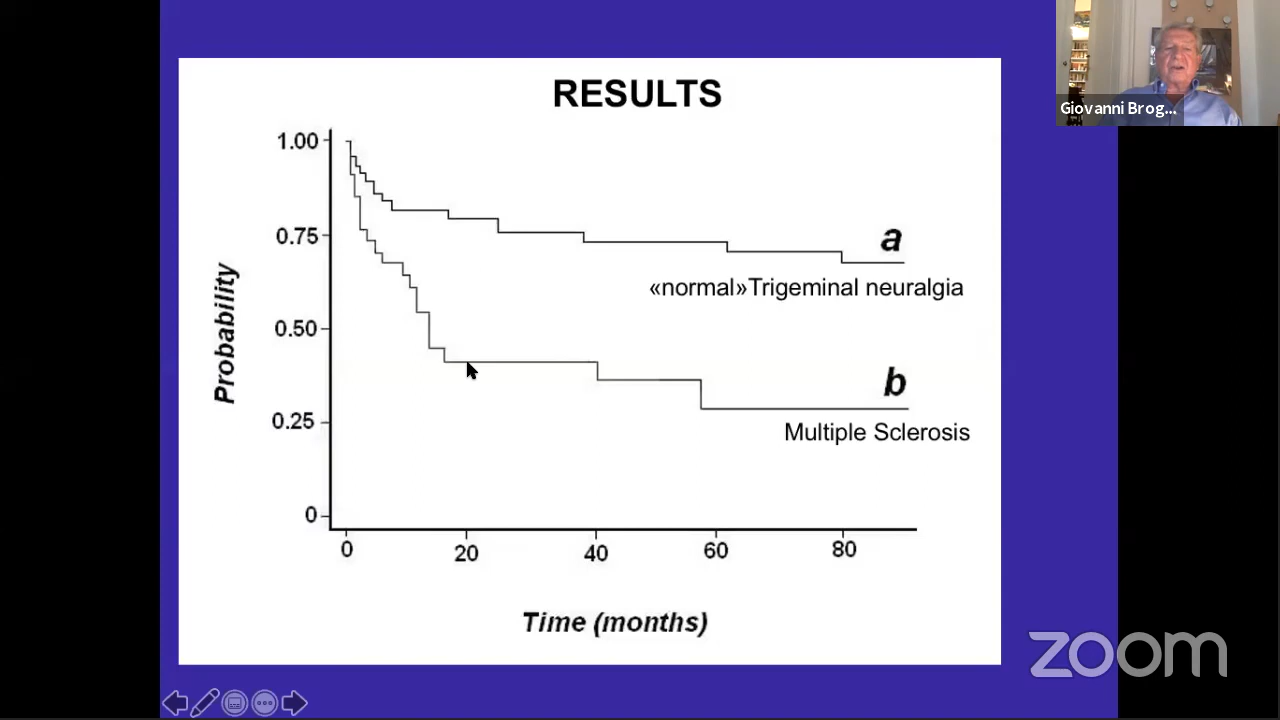 RESULTS
Giovanni Brog...
1.00
0.75
0.50
0.25
0
Probability
a
«normal»Trigeminal neuralgia
b
Multiple Sclerosis
0 20 40 60 80
Time (months)
zoom